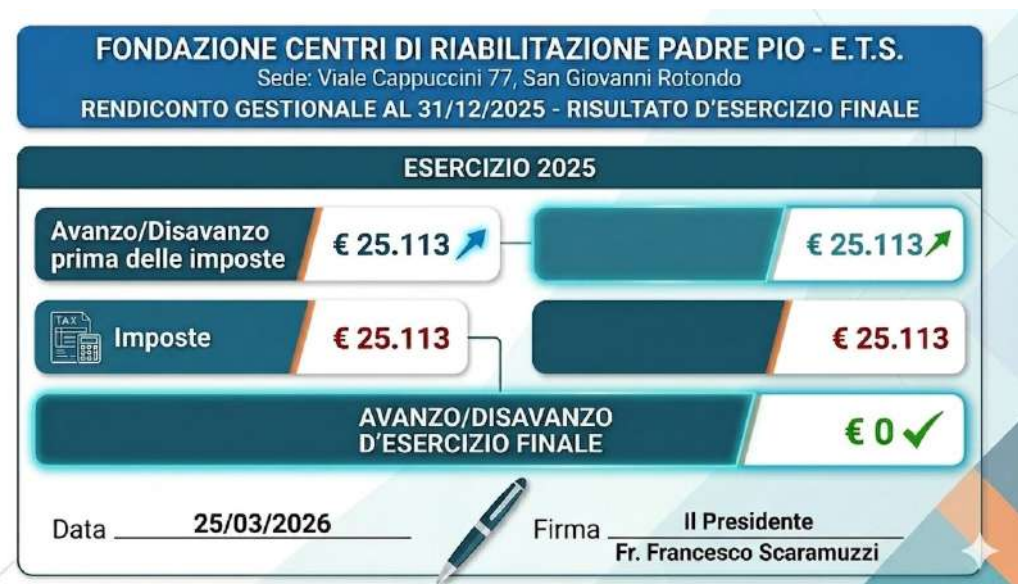 FONDAZIONE CENTRI DI RIABILITAZIONE PADRE PIO - E.T.S.
Sede: Viale Cappuccini 77, San Giovanni Rotondo
RENDICONTO GESTIONALE AL 31/12/2025 - RISULTATO D'ESERCIZIO FINALE
ESERCIZIO 2025
Avanzo/Disavanzo
prima delle imposte
€ 25.113
€ 25.113
TAX
Imposte
€ 25.113
€ 25.113
AVANZO/DISAVANZO
D'ESERCIZIO FINALE
€ 0
Data 25/03/2026
Firma Il Presidente
Fr. Francesco Scaramuzzi